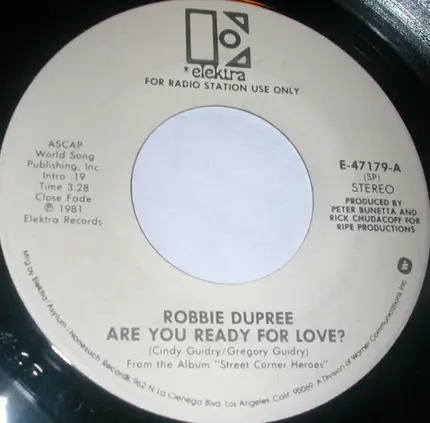 * elektra
FOR RADIO STATION USE ONLY
ASCAP
World Song
Publishing, Inc.
Intro :19
Time 3:28
Close Fade
Ⓟ 1981
Elektra Records
E-47179-A
(SP)
STEREO
PRODUCED BY
PETER BUNETTA AND
RICK CHUDACOFF FOR
RIPE PRODUCTIONS
ROBBIE DUPREE
ARE YOU READY FOR LOVE?
(Cindy Guidry/Gregory Guidry)
From the Album "Street Corner Heroes"
Mfg by Elektra/Asylum/Nonesuch Records, 962 N. La Cienega Blvd. Los Angeles, Calif. 90069. A Division of Warner Communications Inc.